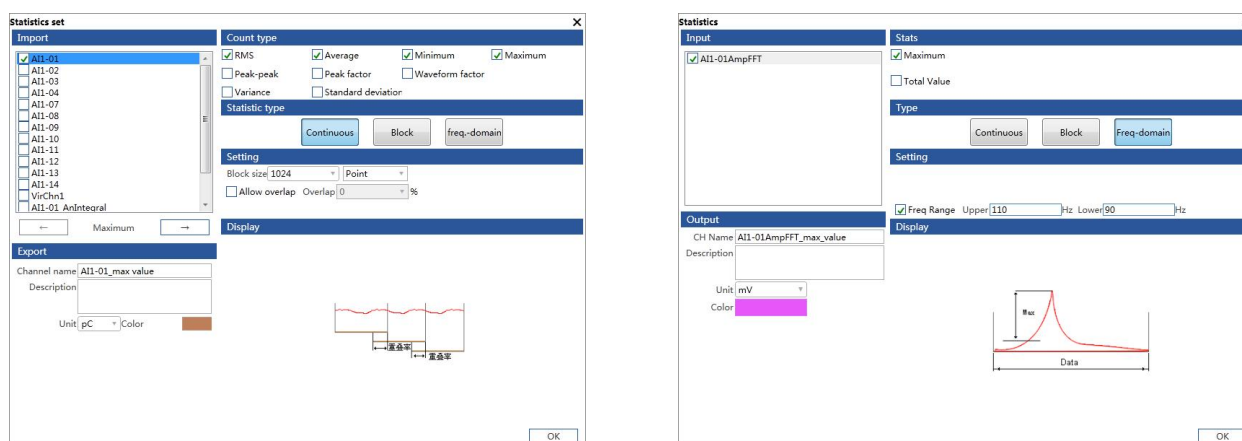 Statistics set
Import
AI1-01
AI1-02
AI1-03
AI1-04
AI1-07
AI1-08
AI1-09
AI1-10
AI1-11
AI1-12
AI1-13
AI1-14
VirChn1
AI1-01 AnIntegral
← Maximum →
Export
Channel name AI1-01_max value
Description
Unit pC Color
Count type
RMS Average Minimum Maximum
Peak-peak Peak factor Waveform factor
Variance Standard deviation
Statistic type
Continuous Block freq.-domain
Setting
Block size 1024 Point
Allow overlap Overlap 0 %
Display
重叠率
重叠率
OK
Statistics
Input
AI1-01AmpFFT
Output
CH Name AI1-01AmpFFT_max_value
Description
Unit mV
Color
Stats
Maximum
Total Value
Type
Continuous Block Freq-domain
Setting
Freq Range Upper 110 Hz Lower 90 Hz
Display
Max
Data
OK